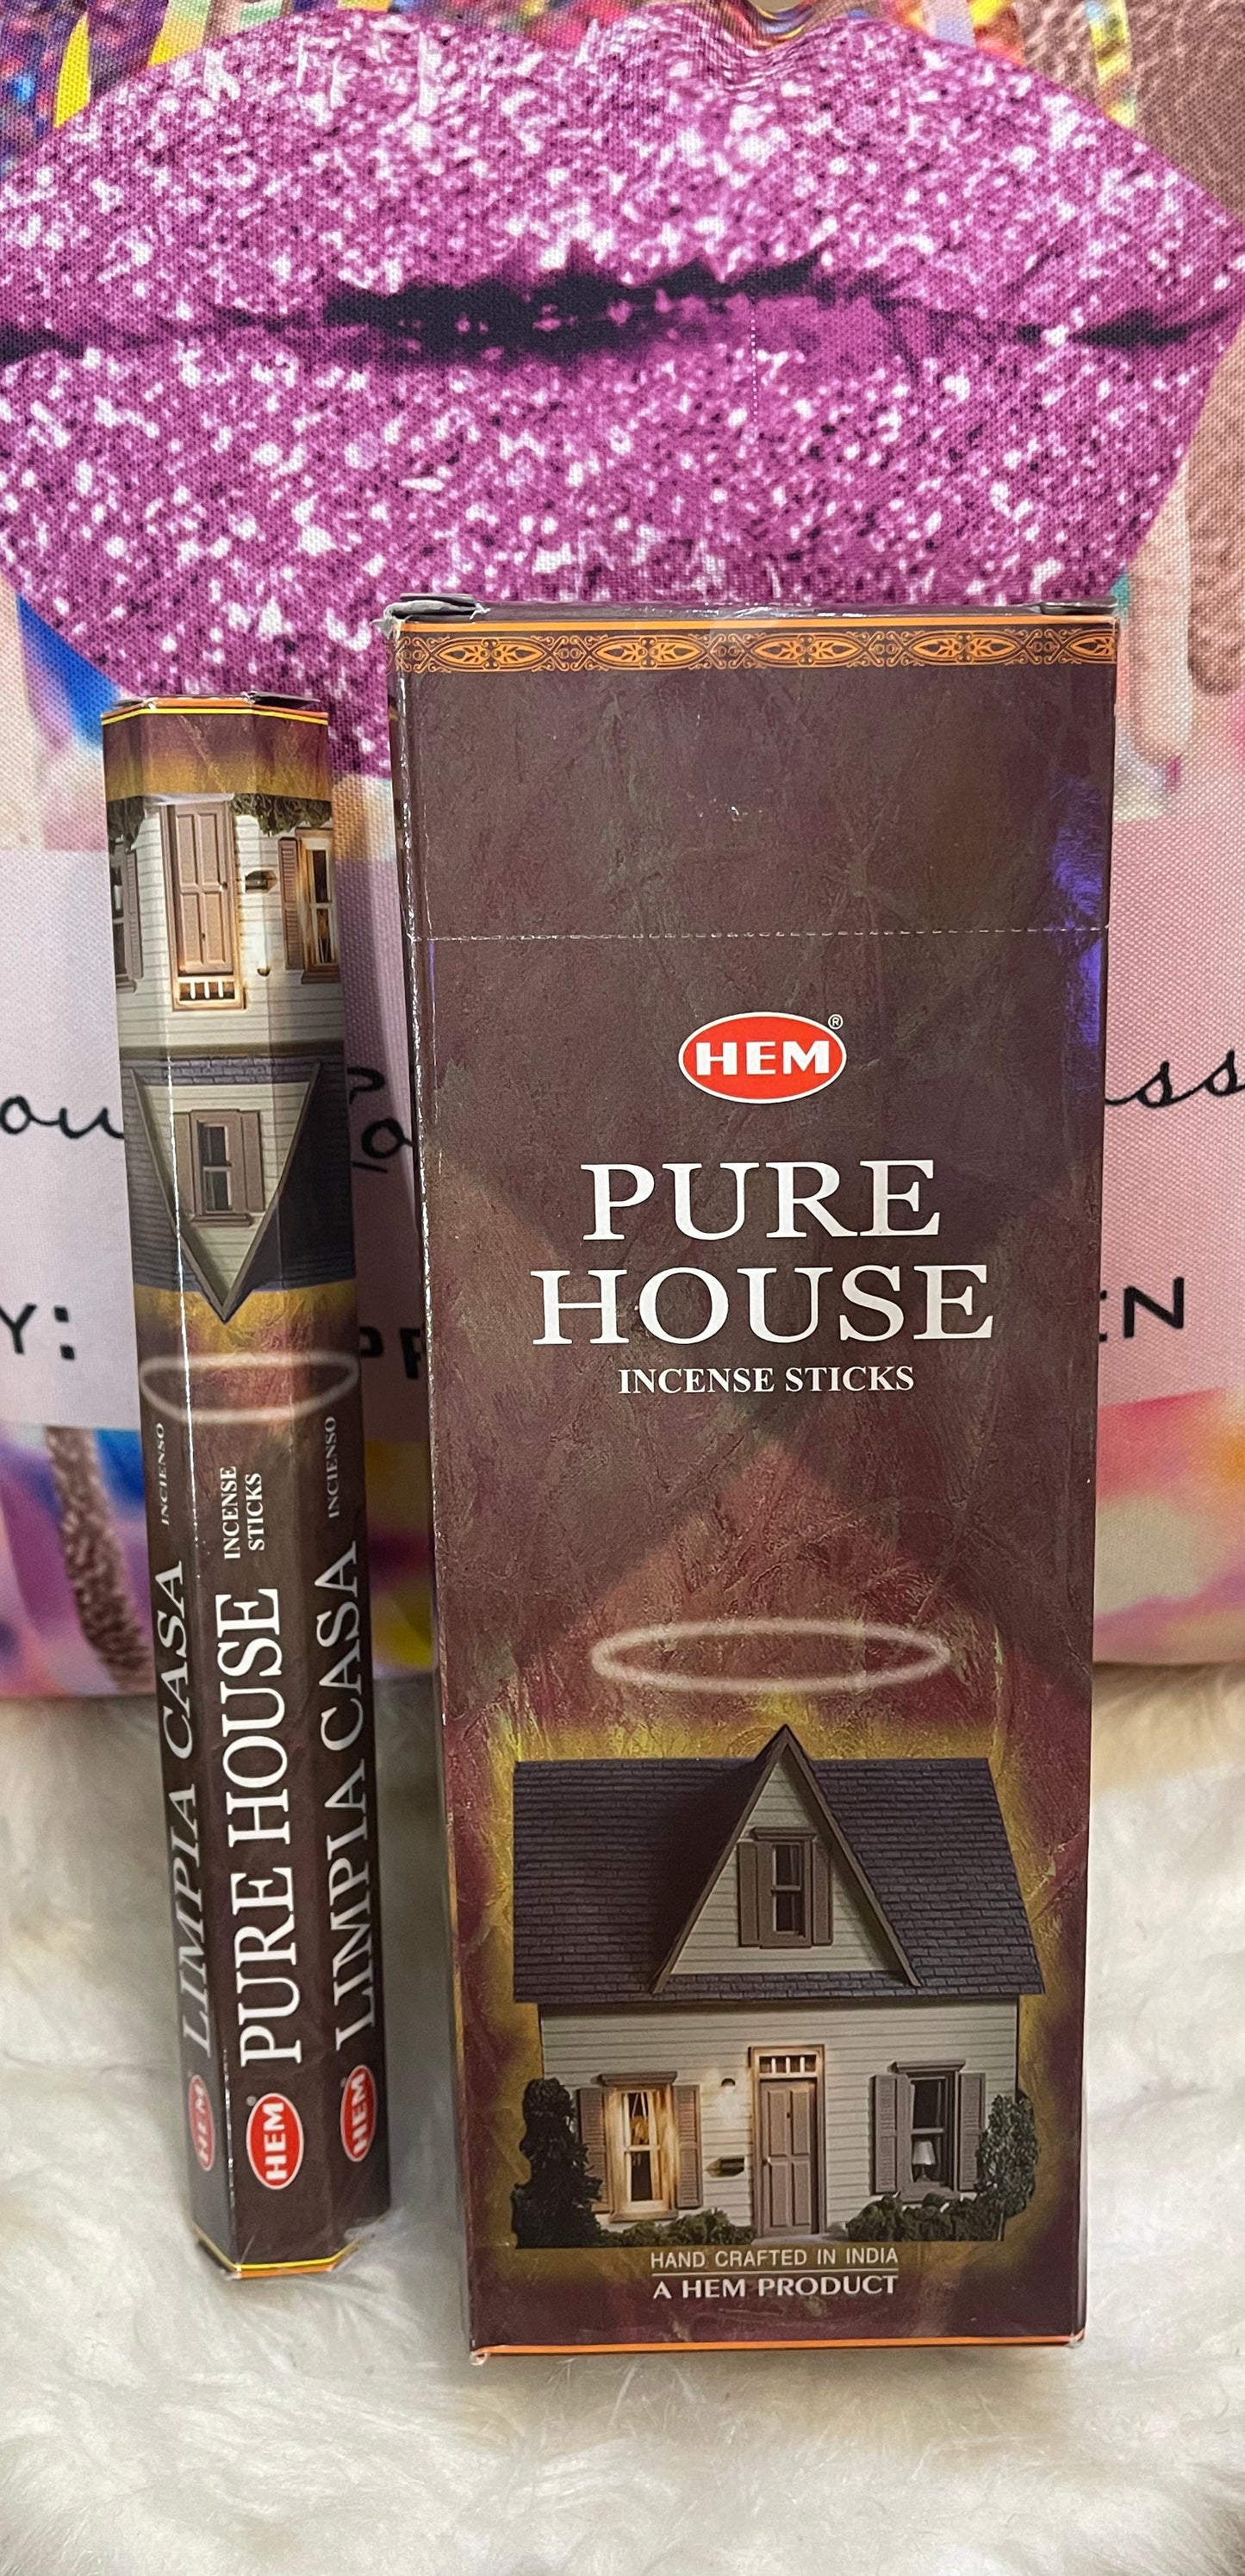 HEM®
PURE
HOUSE
INCENSE STICKS
HAND CRAFTED IN INDIA
A HEM PRODUCT
HEM LIMPIA CASA INCIENSO
HEM PURE HOUSE INCENSE STICKS
HEM LIMPIA CASA INCIENSO
Y: